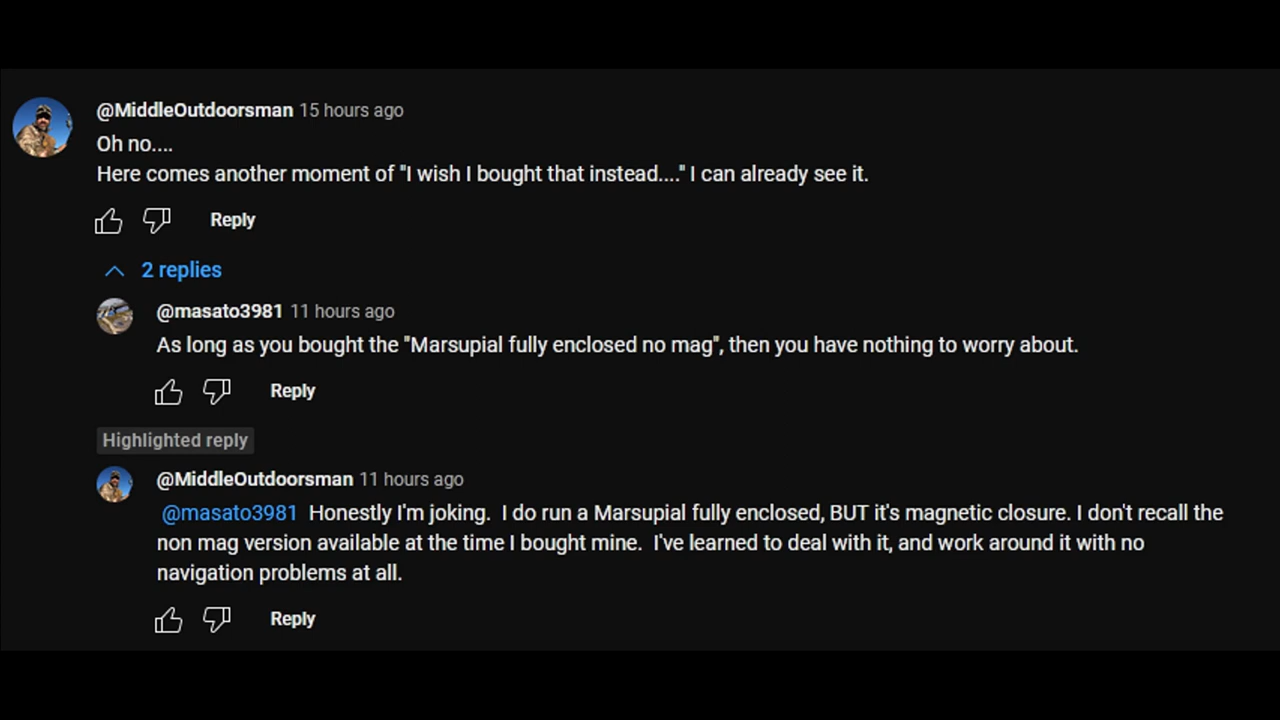 @MiddleOutdoorsman 15 hours ago
Oh no....
Here comes another moment of "I wish I bought that instead...." I can already see it.
Reply
2 replies
@masato3981 11 hours ago
As long as you bought the "Marsupial fully enclosed no mag", then you have nothing to worry about.
Reply
Highlighted reply
@MiddleOutdoorsman 11 hours ago
@masato3981 Honestly I'm joking. I do run a Marsupial fully enclosed, BUT it's magnetic closure. I don't recall the
non mag version available at the time I bought mine. I've learned to deal with it, and work around it with no
navigation problems at all.
Reply